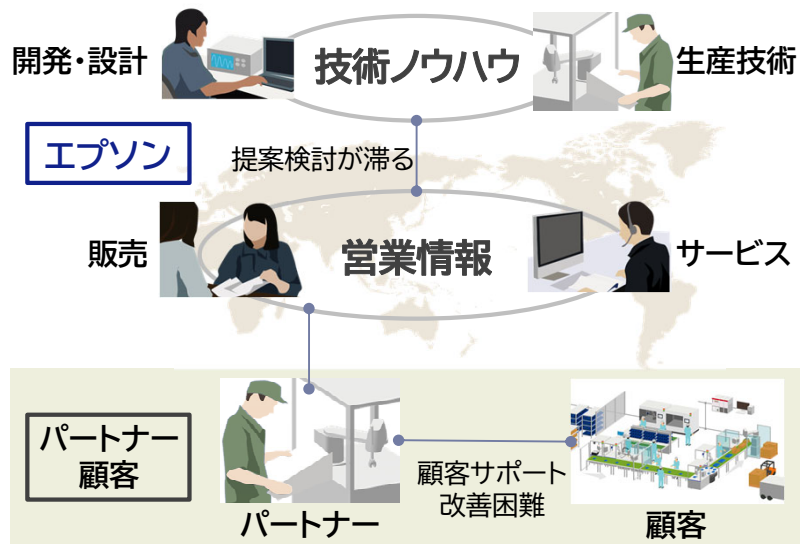 開発・設計
技術ノウハウ
生産技術
エプソン
提案検討が滞る
販売
営業情報
サービス
パートナー
顧客
顧客サポート
改善困難
パートナー
顧客